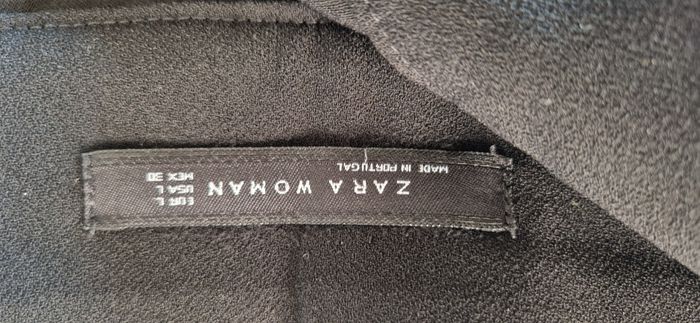 ZARA WOMAN
MADE IN PORTUGAL
EUR L
USA L
MEX 30